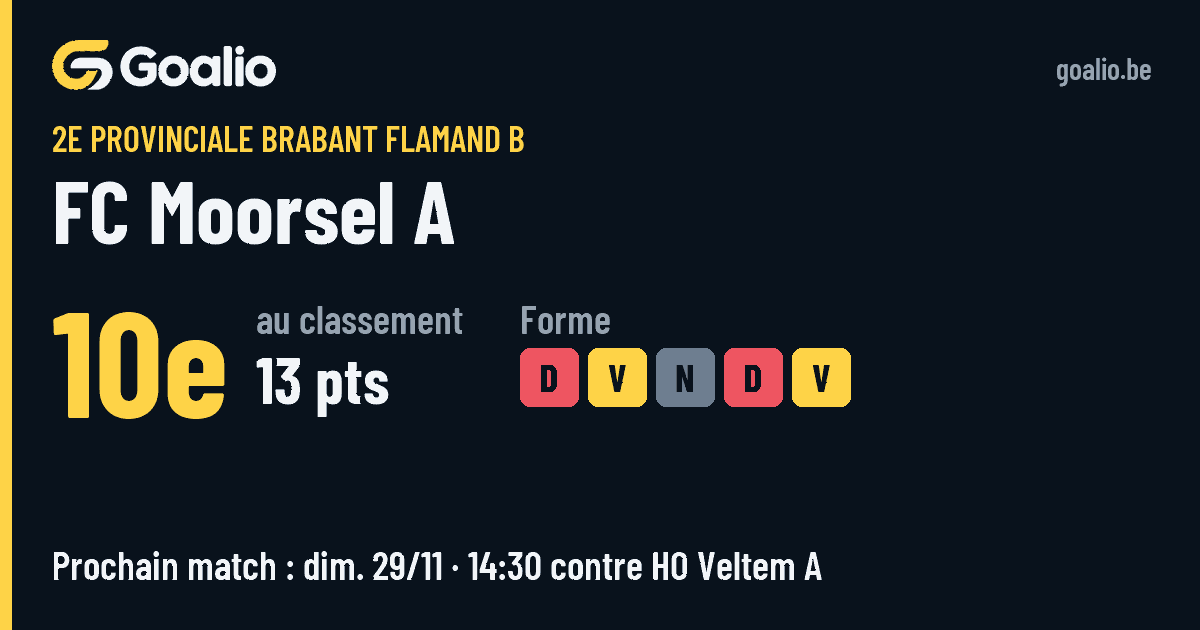 Goalio
goalio.be
2E PROVINCIALE BRABANT FLAMAND B
FC Moorsel A
10e
au classement
13 pts
Forme
D V N D V
Prochain match : dim. 29/11 · 14:30 contre HO Veltem A